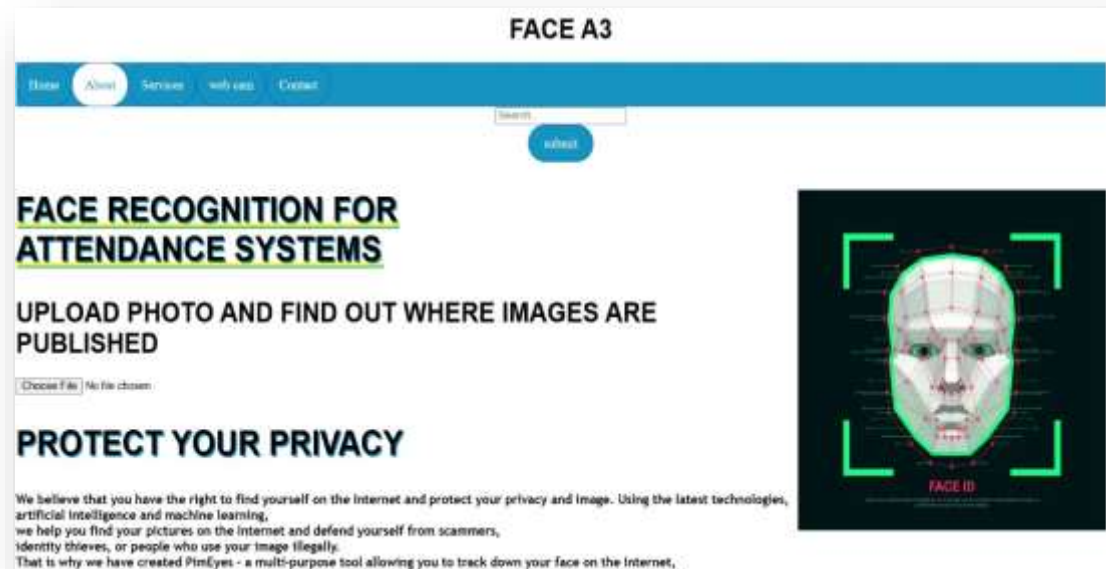 FACE A3
Home About Services web cam Contact
Search..
submit
FACE RECOGNITION FOR
ATTENDANCE SYSTEMS
UPLOAD PHOTO AND FIND OUT WHERE IMAGES ARE
PUBLISHED
Choose File No file chosen
PROTECT YOUR PRIVACY
We believe that you have the right to find yourself on the Internet and protect your privacy and image. Using the latest technologies,
artificial intelligence and machine learning,
we help you find your pictures on the Internet and defend yourself from scammers,
identity thieves, or people who use your image illegally.
That is why we have created PimEyes - a multi-purpose tool allowing you to track down your face on the Internet,
FACE ID